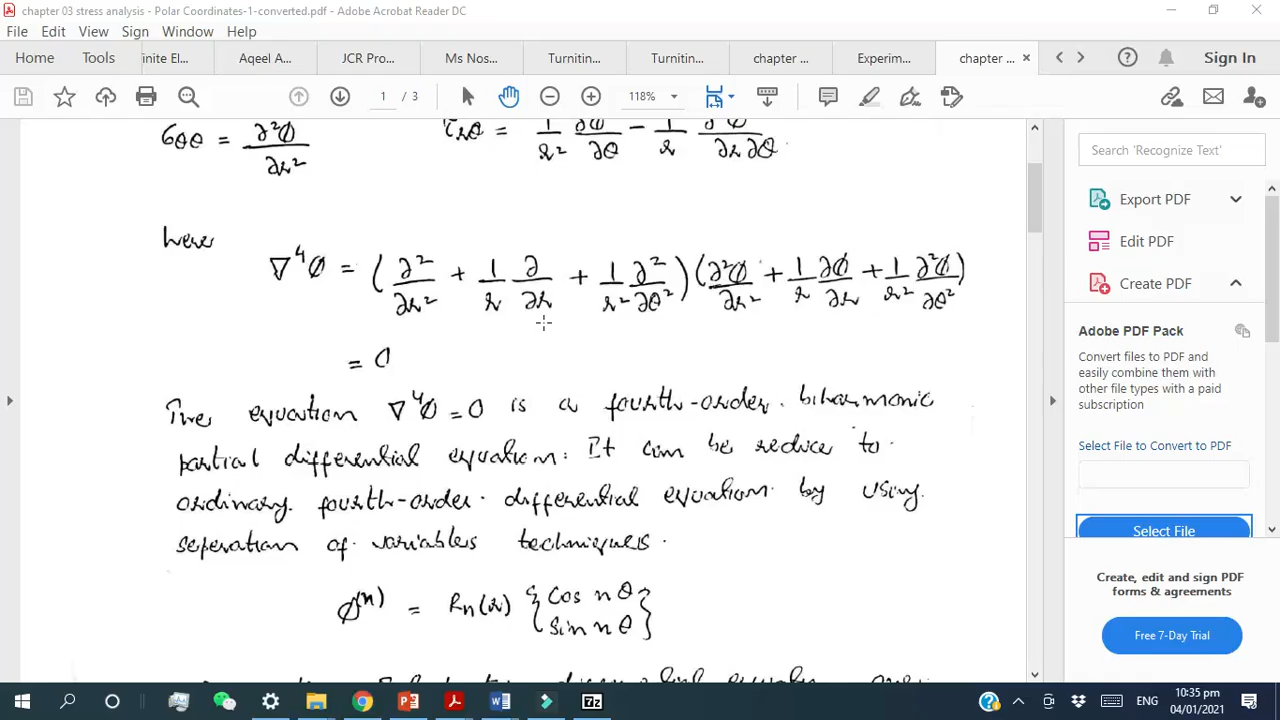 chapter 03 stress analysis - Polar Coordinates-1-converted.pdf - Adobe Acrobat Reader DC
File Edit View Sign Window Help
Home Tools inite El... Aqeel A... JCR Pro... Ms Nos... Turnitin... Turnitin... chapter ... Experim... chapter ... × ? Sign In
1 / 3 118%
σθθ = ∂²Ø/∂r² τrθ = 1/r² ∂Ø/∂θ − 1/r ∂²Ø/∂r∂θ
here
∇⁴Ø = (∂²/∂r² + 1/r ∂/∂r + 1/r² ∂²/∂θ²)(∂²Ø/∂r² + 1/r ∂Ø/∂r + 1/r² ∂²Ø/∂θ²)
= 0
The equation ∇⁴Ø = 0 is a fourth-order biharmonic
partial differential equation. It can be reduce to
ordinary fourth-order differential equation by using
seperation of variables techniques.
Ø⁽ⁿ⁾ = Rn(r) {cos nθ
sin nθ}
Search 'Recognize Text'
Export PDF
Edit PDF
Create PDF
Adobe PDF Pack
Convert files to PDF and
easily combine them with
other file types with a paid
subscription
Select File to Convert to PDF
Select File
Create, edit and sign PDF
forms & agreements
Free 7-Day Trial
ENG
10:35 pm
04/01/2021